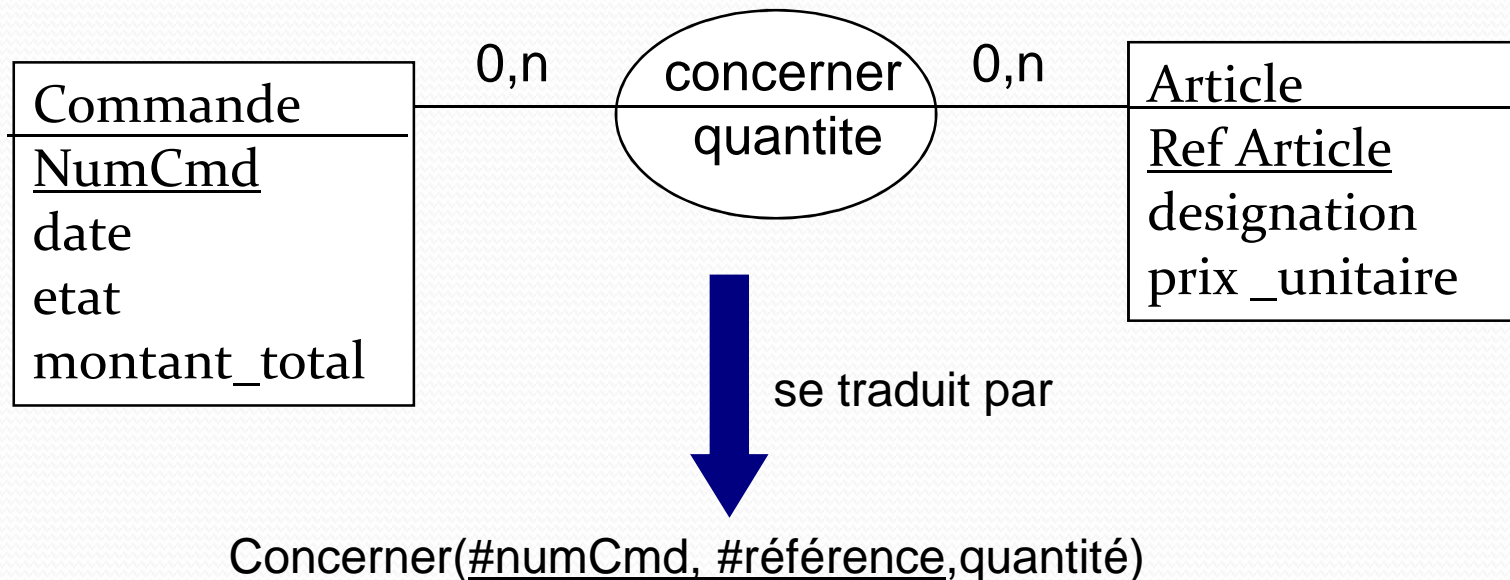 Commande
NumCmd
date
etat
montant_total
0,n
concerner
quantite
0,n
Article
Ref Article
designation
prix _unitaire
se traduit par
Concerner(#numCmd, #référence,quantité)